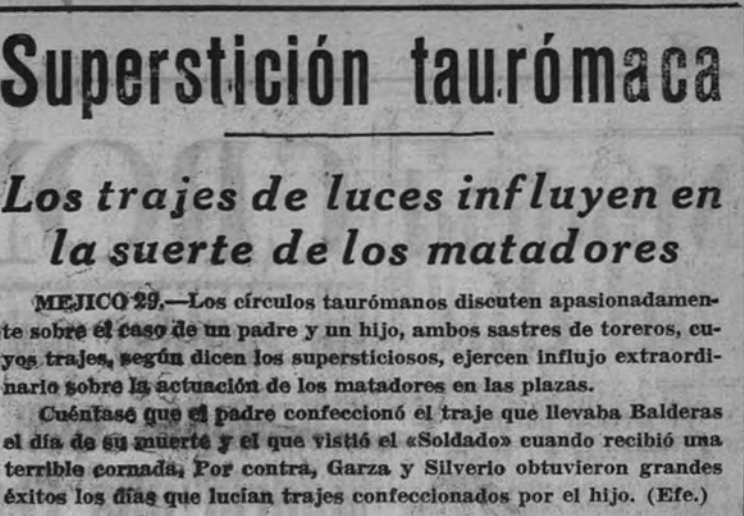 Superstición taurómaca
Los trajes de luces influyen en
la suerte de los matadores
MEJICO 29.—Los círculos taurómanos discuten apasionadamen-
te sobre el caso de un padre y un hijo, ambos sastres de toreros, cu-
yos trajes, según dicen los supersticiosos, ejercen influjo extraordi-
nario sobre la actuación de los matadores en las plazas.
Cuéntase que el padre confeccionó el traje que llevaba Balderas
el día de su muerte y el que vistió el «Soldado» cuando recibió una
terrible cornada. Por contra, Garza y Silverio obtuvieron grandes
éxitos los días que lucían trajes confeccionados por el hijo. (Efe.)